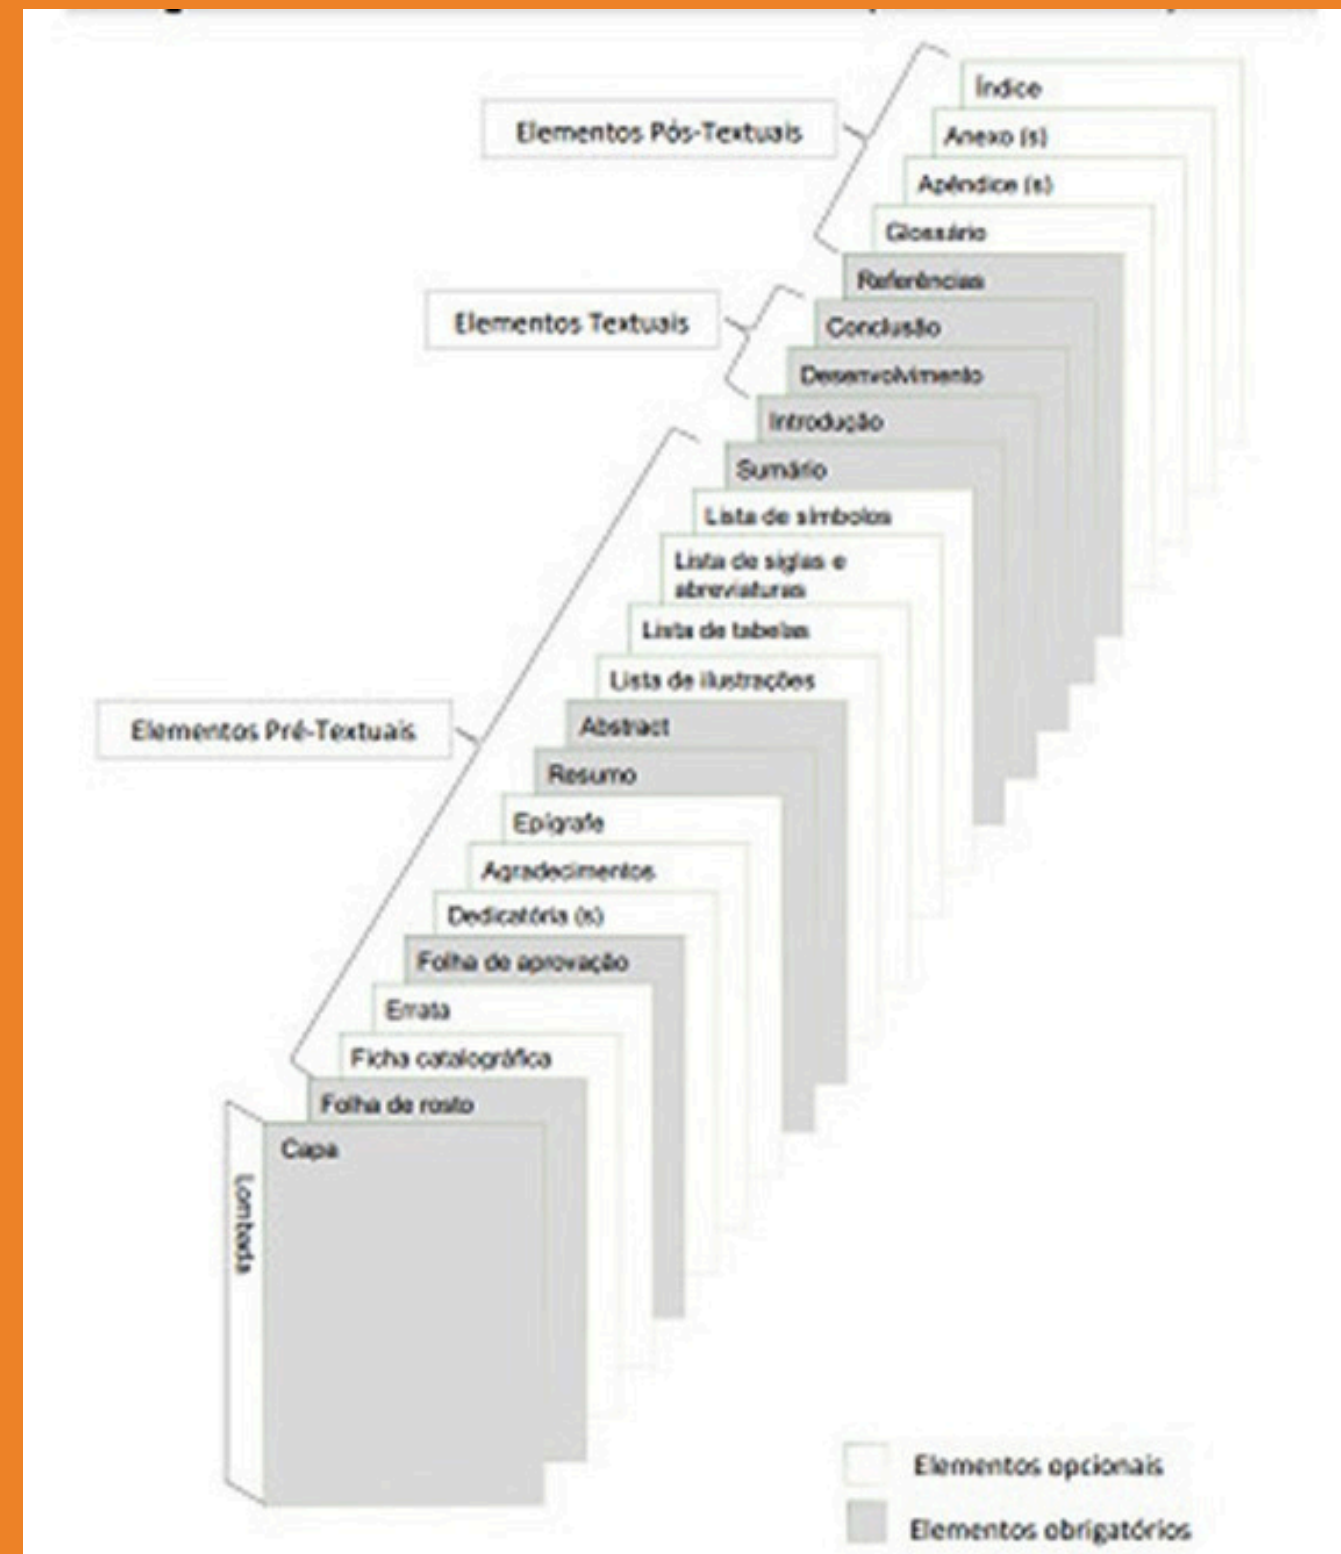 Índice
Elementos Pós-Textuais
Anexo (s)
Apêndice (s)
Glossário
Referências
Elementos Textuais
Conclusão
Desenvolvimento
Introdução
Sumário
Lista de símbolos
Lista de siglas e
abreviaturas
Lista de tabelas
Lista de ilustrações
Elementos Pré-Textuais
Abstract
Resumo
Epígrafe
Agradecimentos
Dedicatória (s)
Folha de aprovação
Errata
Ficha catalográfica
Folha de rosto
Capa
Lombada
Elementos opcionais
Elementos obrigatórios